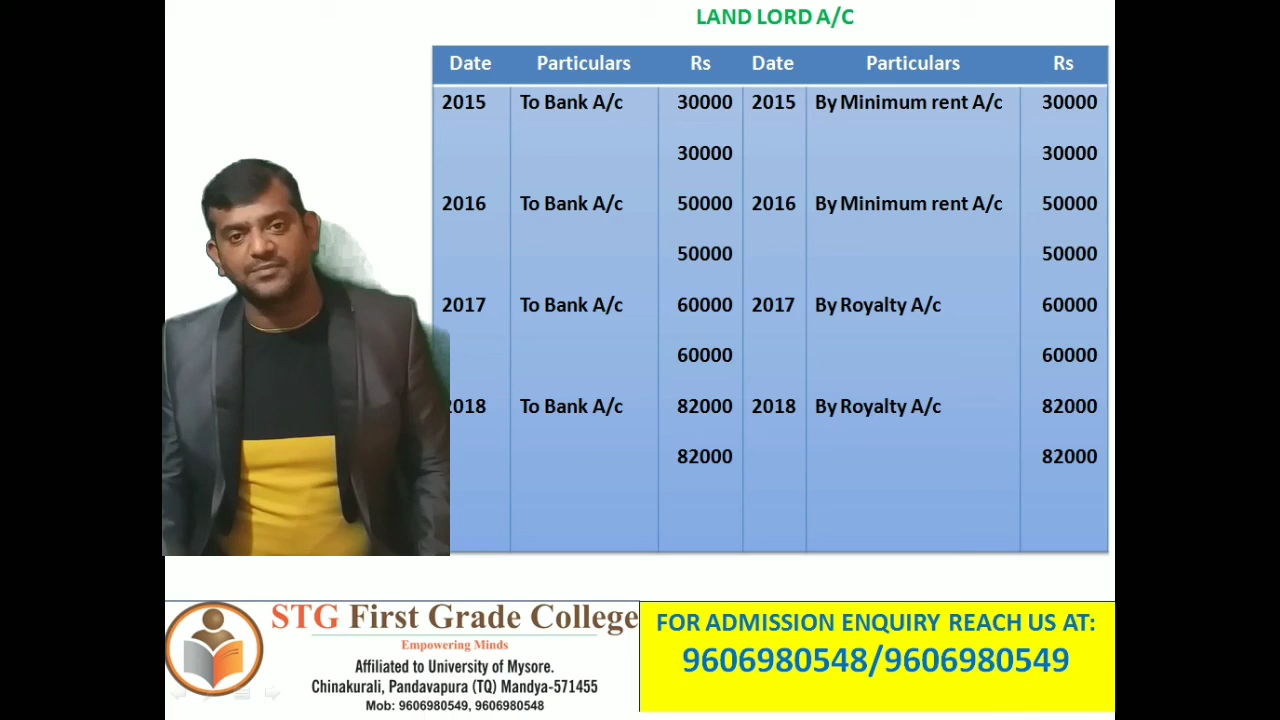 LAND LORD A/C
Date Particulars Rs Date Particulars Rs
2015 To Bank A/c 30000 2015 By Minimum rent A/c 30000
30000 30000
2016 To Bank A/c 50000 2016 By Minimum rent A/c 50000
50000 50000
2017 To Bank A/c 60000 2017 By Royalty A/c 60000
60000 60000
2018 To Bank A/c 82000 2018 By Royalty A/c 82000
82000 82000
STG First Grade College
Empowering Minds
Affiliated to University of Mysore.
Chinakurali, Pandavapura (TQ) Mandya-571455
Mob: 9606980549, 9606980548
FOR ADMISSION ENQUIRY REACH US AT:
9606980548/9606980549